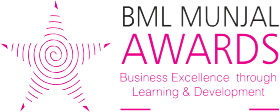 BML MUNJAL
AWARDS
Business Excellence through
Learning & Development